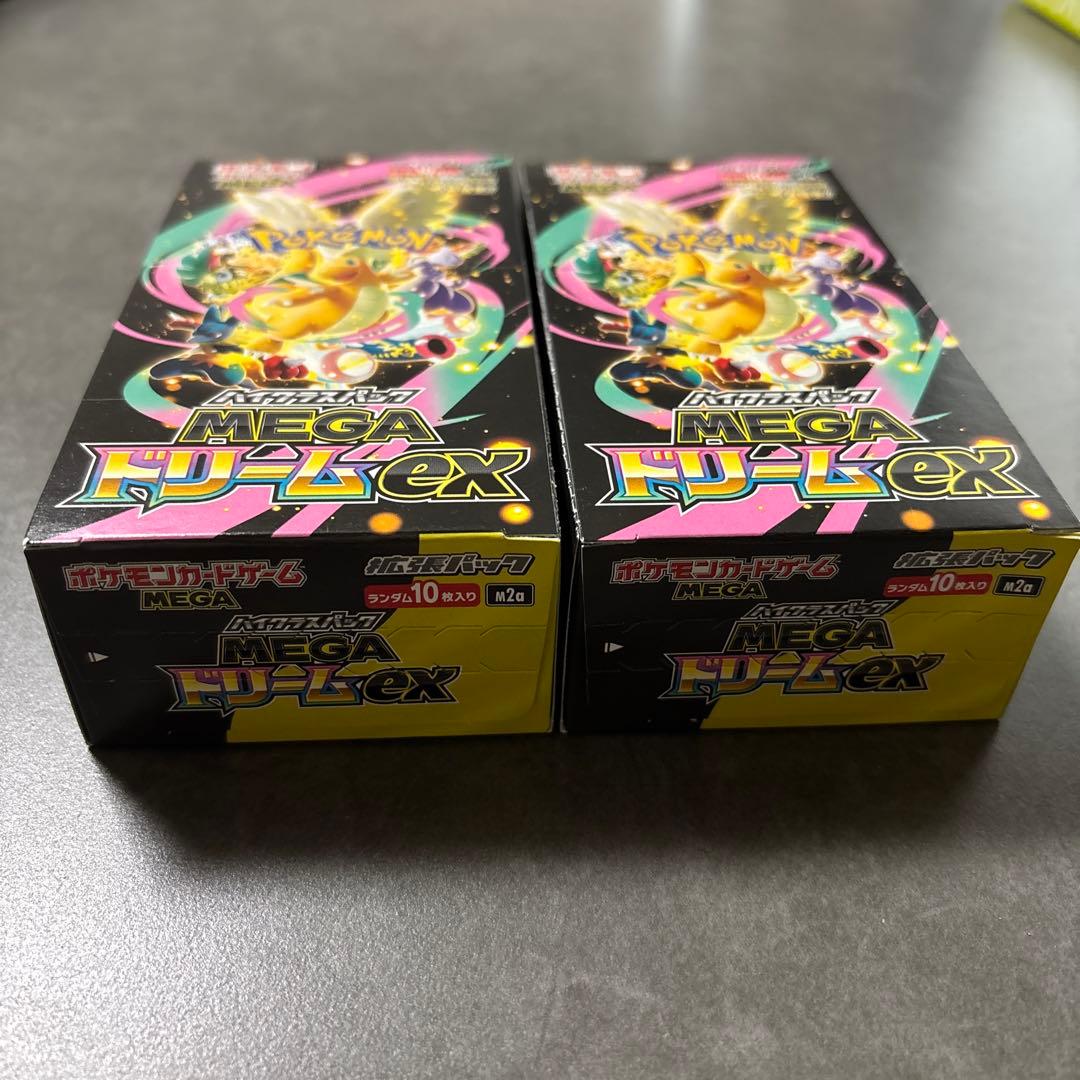 POKÉMON
ハイクラスパック
MEGA
ドリームex
ポケモンカードゲーム
MEGA
拡張パック
ランダム10枚入り
M2a
ハイクラスパック
MEGA
ドリームex
POKÉMON
ハイクラスパック
MEGA
ドリームex
ポケモンカードゲーム
MEGA
拡張パック
ランダム10枚入り
M2a
ハイクラスパック
MEGA
ドリームex